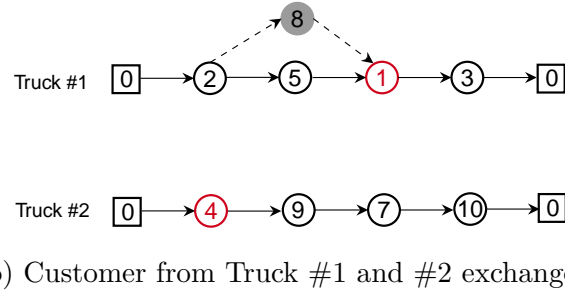 8
Truck #1 0 2 5 1 3 0
Truck #2 0 4 9 7 10 0
) Customer from Truck #1 and #2 exchange